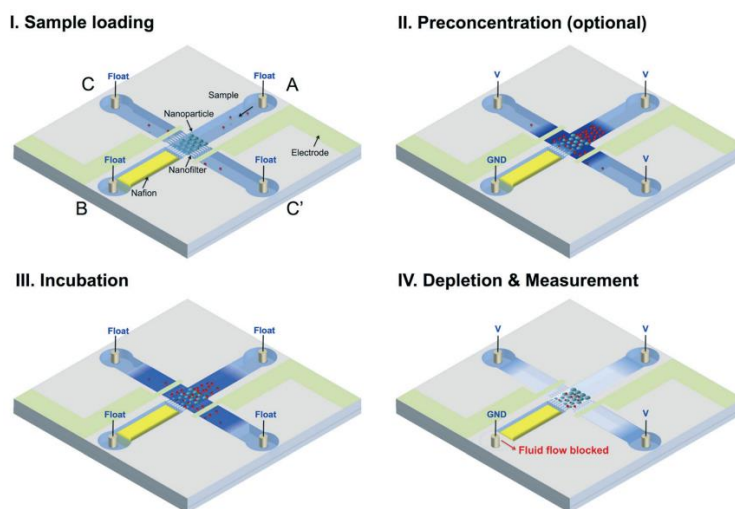 I. Sample loading
C
Float
Float
A
Sample
Nanoparticle
Float
Float
Electrode
Nanofilter
Nafion
B
C'
II. Preconcentration (optional)
V
V
GND
V
III. Incubation
Float
Float
Float
Float
IV. Depletion & Measurement
V
V
GND
V
Fluid flow blocked